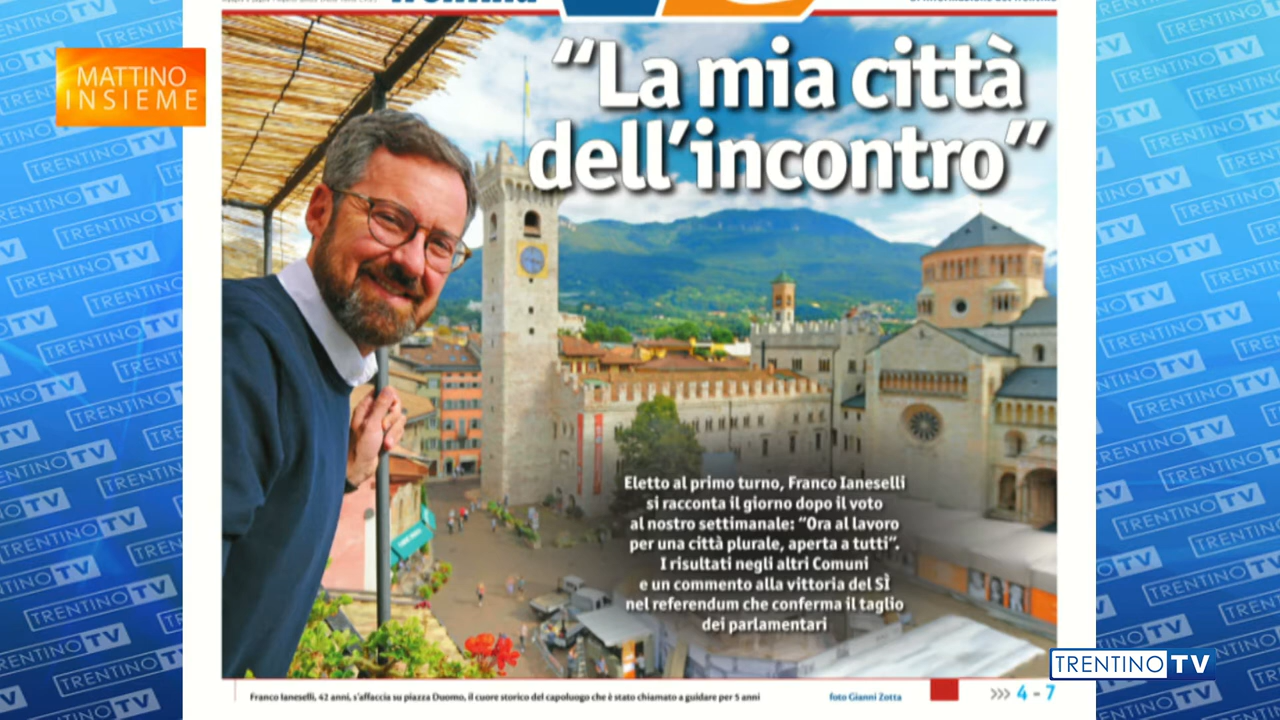 MATTINO
INSIEME
“La mia città
dell’incontro”
Eletto al primo turno, Franco Ianeselli
si racconta il giorno dopo il voto
al nostro settimanale: “Ora al lavoro
per una città plurale, aperta a tutti”.
I risultati negli altri Comuni
e un commento alla vittoria del SÌ
nel referendum che conferma il taglio
dei parlamentari
Franco Ianeselli, 42 anni, s’affaccia su piazza Duomo, il cuore storico del capoluogo che è stato chiamato a guidare per 5 anni
foto Gianni Zotta
>>> 4 - 7
TRENTINO TV